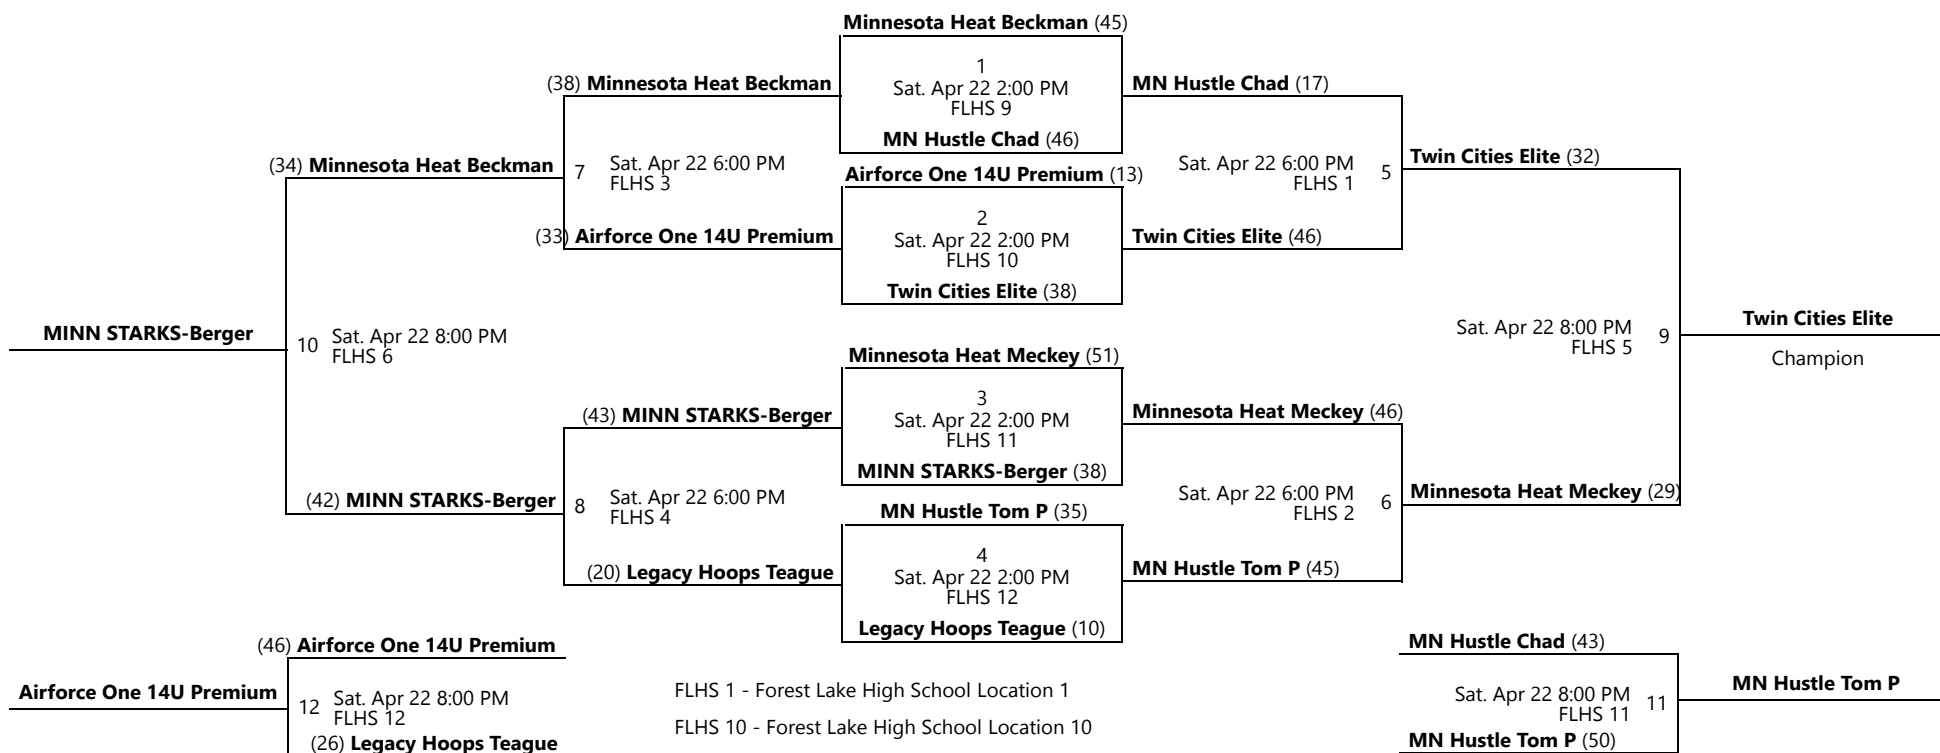 Minnesota Heat Beckman (45)
1
Sat. Apr 22 2:00 PM
FLHS 9
MN Hustle Chad (46)
(38) Minnesota Heat Beckman
MN Hustle Chad (17)
(34) Minnesota Heat Beckman
7 Sat. Apr 22 6:00 PM
FLHS 3
Sat. Apr 22 6:00 PM 5
FLHS 1
Twin Cities Elite (32)
Airforce One 14U Premium (13)
2
Sat. Apr 22 2:00 PM
FLHS 10
Twin Cities Elite (38)
(33) Airforce One 14U Premium
Twin Cities Elite (46)
MINN STARKS-Berger
10 Sat. Apr 22 8:00 PM
FLHS 6
Sat. Apr 22 8:00 PM 9
FLHS 5
Twin Cities Elite
Champion
Minnesota Heat Meckey (51)
3
Sat. Apr 22 2:00 PM
FLHS 11
MINN STARKS-Berger (38)
(43) MINN STARKS-Berger
Minnesota Heat Meckey (46)
(42) MINN STARKS-Berger
8 Sat. Apr 22 6:00 PM
FLHS 4
Sat. Apr 22 6:00 PM 6
FLHS 2
Minnesota Heat Meckey (29)
MN Hustle Tom P (35)
4
Sat. Apr 22 2:00 PM
FLHS 12
Legacy Hoops Teague (10)
(20) Legacy Hoops Teague
MN Hustle Tom P (45)
(46) Airforce One 14U Premium
Airforce One 14U Premium
12 Sat. Apr 22 8:00 PM
FLHS 12
(26) Legacy Hoops Teague
FLHS 1 - Forest Lake High School Location 1
FLHS 10 - Forest Lake High School Location 10
MN Hustle Chad (43)
Sat. Apr 22 8:00 PM 11
FLHS 11
MN Hustle Tom P
MN Hustle Tom P (50)